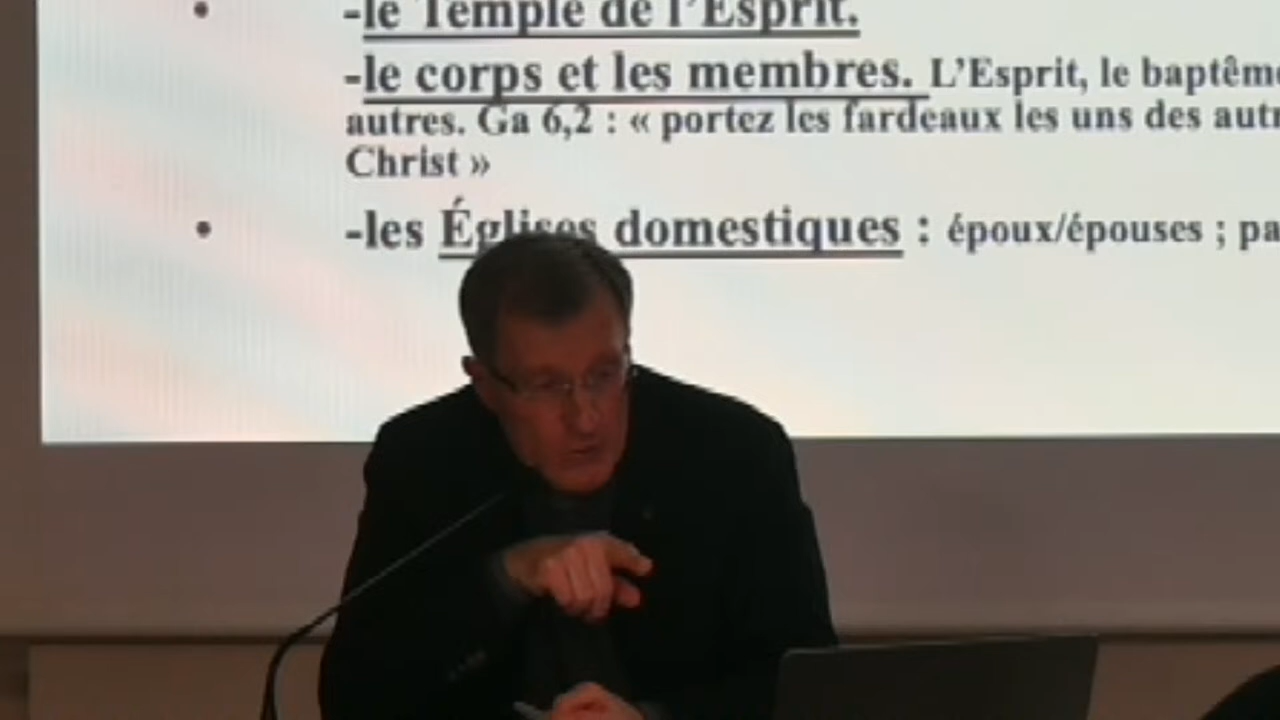 • -le Temple de l’Esprit.
-le corps et les membres. L’Esprit, le baptême
autres. Ga 6,2 : « portez les fardeaux les uns des autr
Christ »
• -les Églises domestiques : époux/épouses ; pa